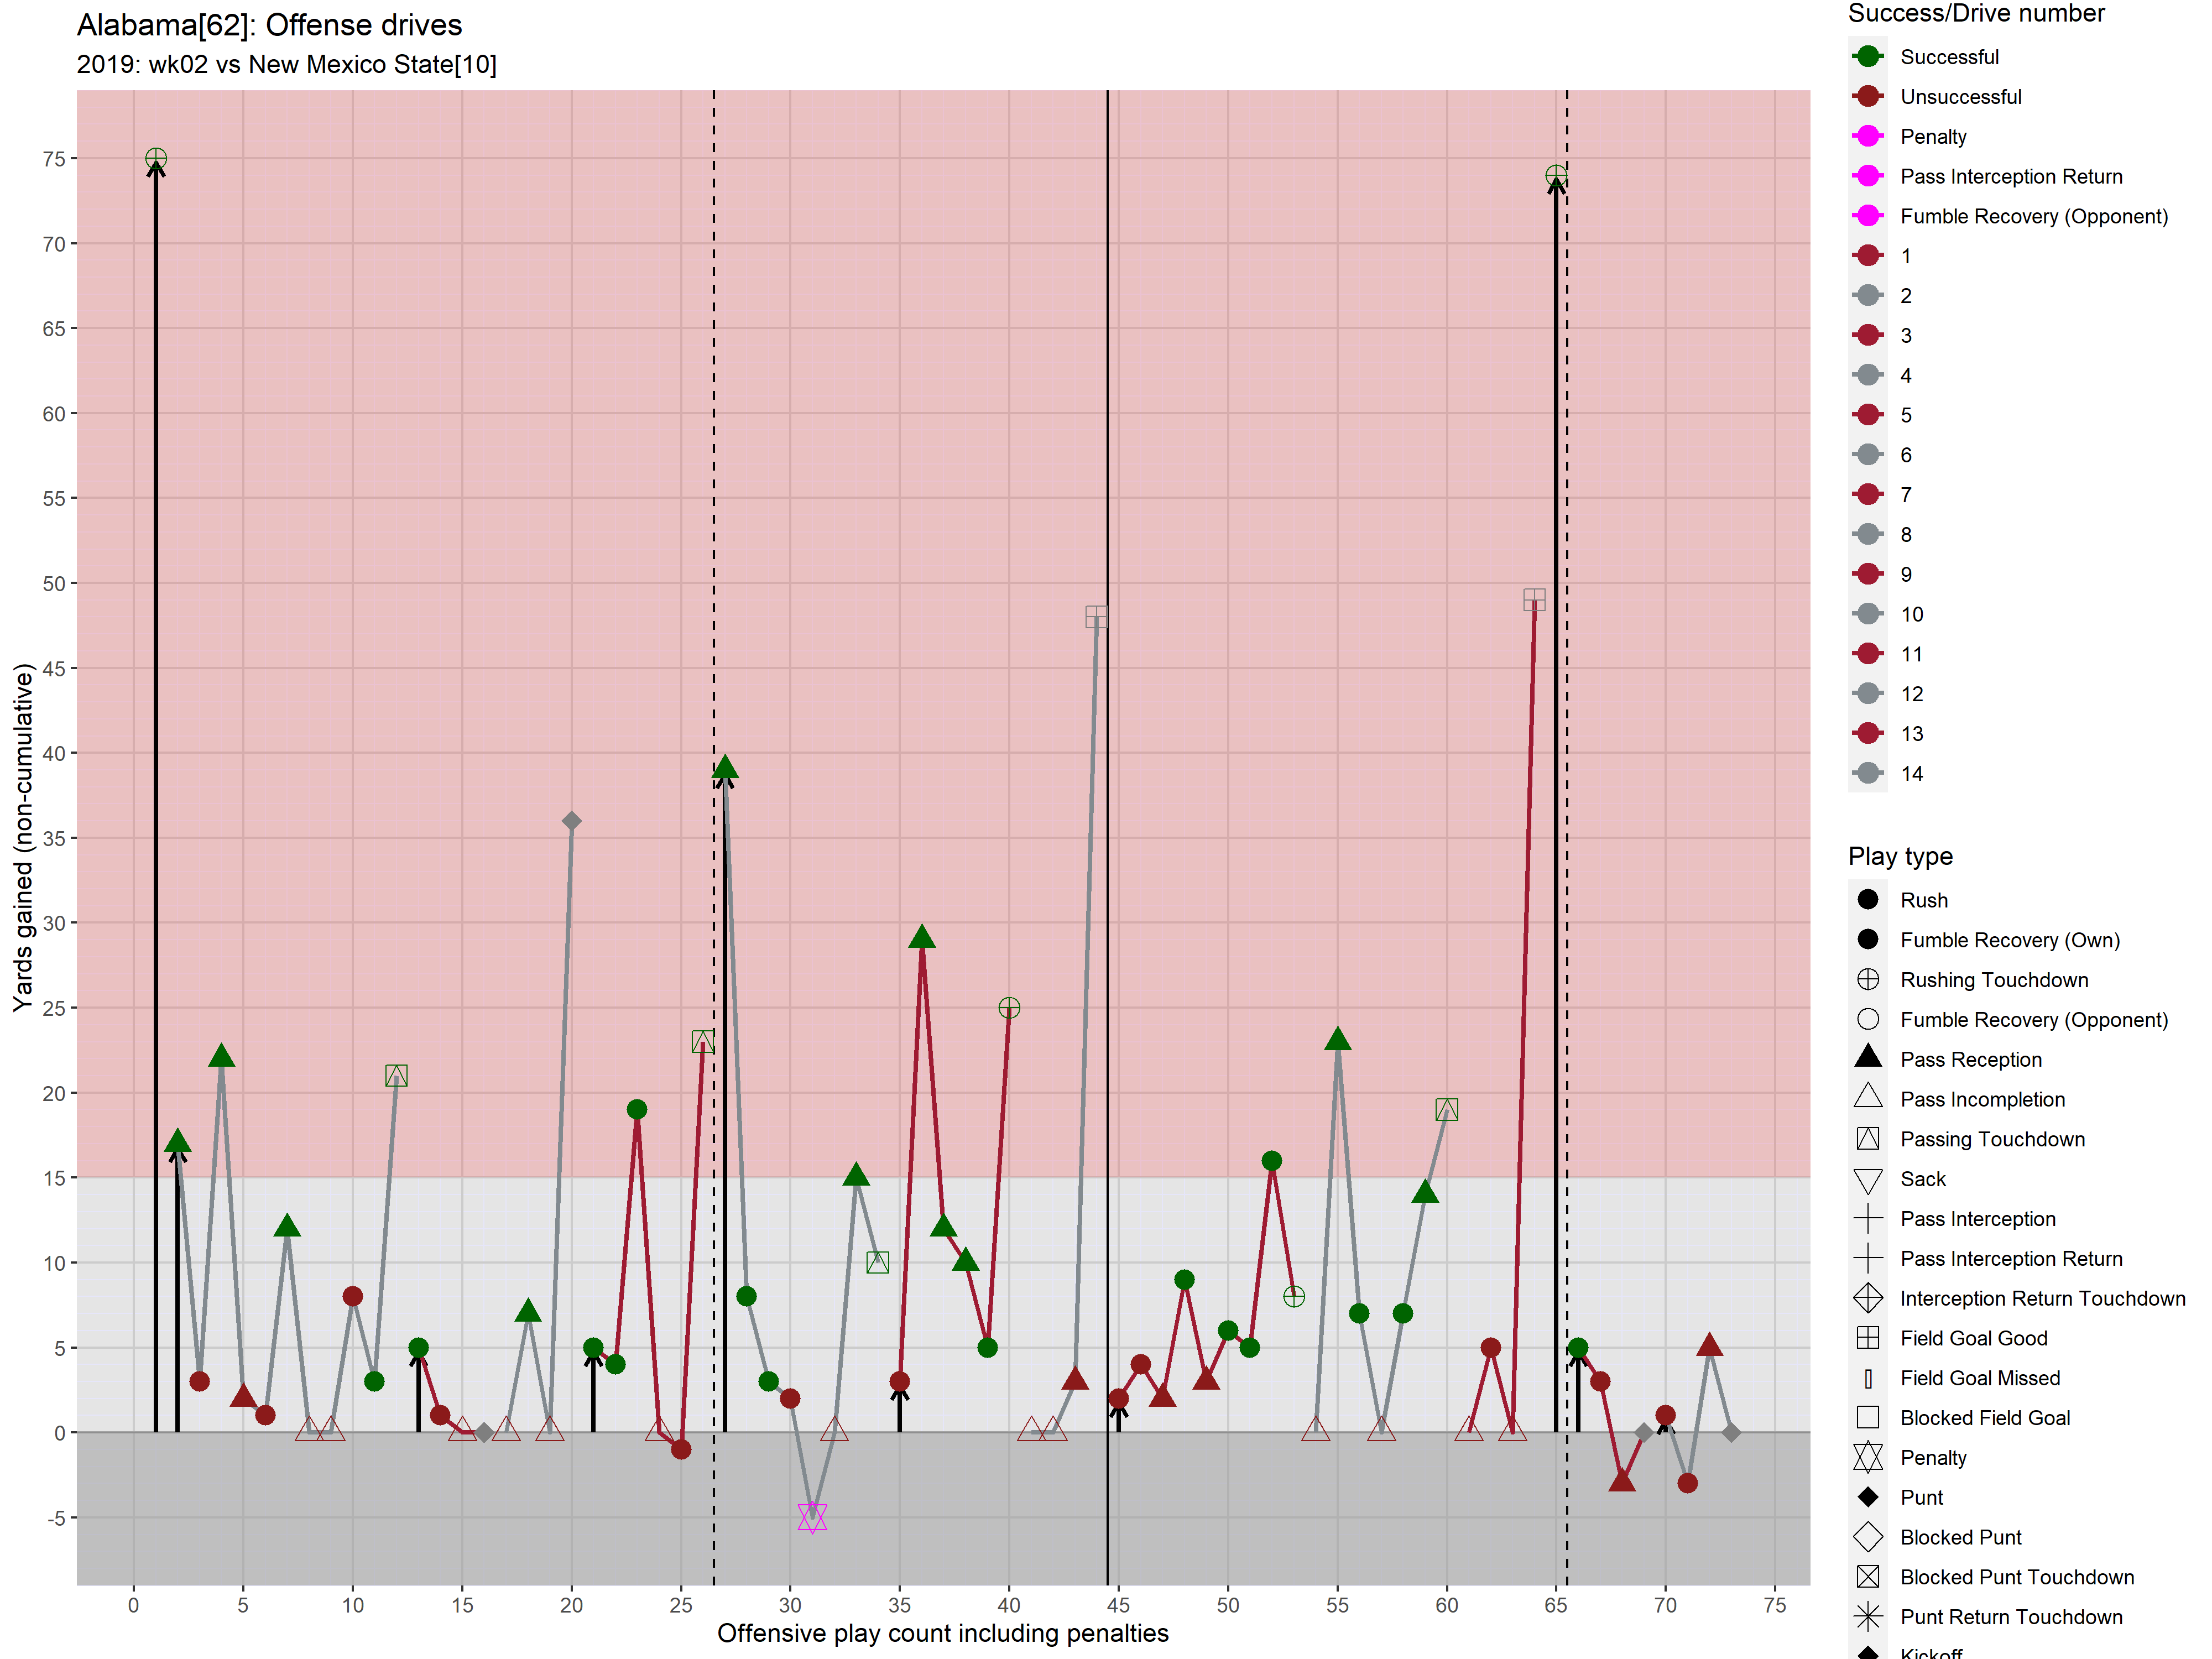 Alabama[62]: Offense drives
2019: wk02 vs New Mexico State[10]
Yards gained (non-cumulative)
75
70
65
60
55
50
45
40
35
30
25
20
15
10
5
0
-5
0 5 10 15 20 25 30 35 40 45 50 55 60 65 70 75
Offensive play count including penalties
Success/Drive number
Successful
Unsuccessful
Penalty
Pass Interception Return
Fumble Recovery (Opponent)
1
2
3
4
5
6
7
8
9
10
11
12
13
14
Play type
Rush
Fumble Recovery (Own)
Rushing Touchdown
Fumble Recovery (Opponent)
Pass Reception
Pass Incompletion
Passing Touchdown
Sack
Pass Interception
Pass Interception Return
Interception Return Touchdown
Field Goal Good
Field Goal Missed
Blocked Field Goal
Penalty
Punt
Blocked Punt
Blocked Punt Touchdown
Punt Return Touchdown
Kickoff